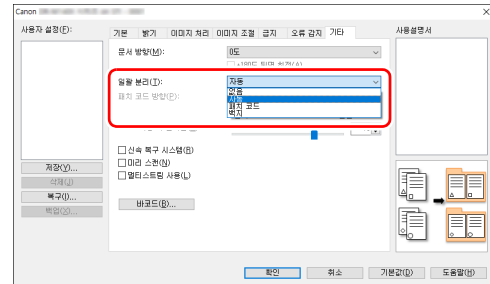 Canon
사용자 설정(F):
기본 밝기 이미지 처리 이미지 조절 급지 오류 감지 기타
사용설명서
문서 방향(M): 0도
일괄 분리(T): 자동
없음
패치 코드 방향(P): 자동
패치 코드
백지
신속 복구 시스템(R)
미리 스캔(N)
멀티스트림 사용(L)
저장(V)...
삭제(J)
복구(I)...
백업(X)...
바코드(B)...
확인 취소 기본값(D) 도움말(H)